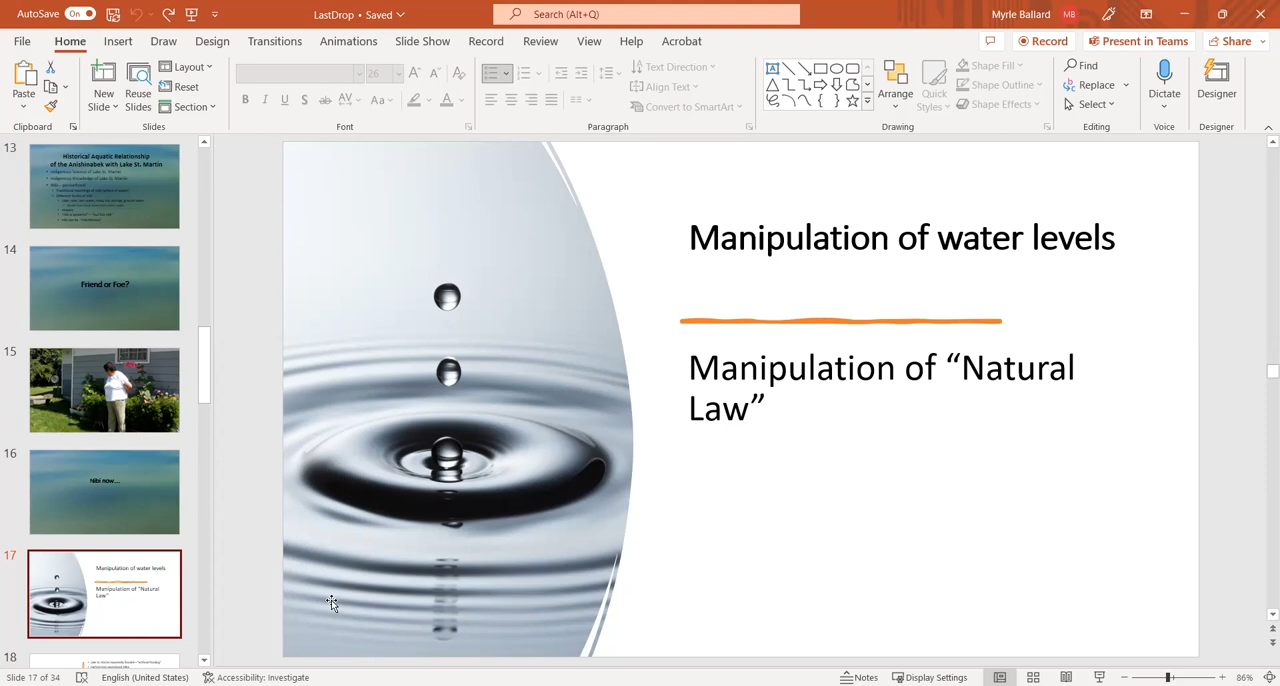 AutoSave On LastDrop • Saved Search (Alt+Q) Myrle Ballard MB
File Home Insert Draw Design Transitions Animations Slide Show Record Review View Help Acrobat Record Present in Teams Share
Paste New Slide Reuse Slides Layout Reset Section 26 Text Direction Align Text Convert to SmartArt Arrange Quick Styles Shape Fill Shape Outline Shape Effects Find Replace Select Dictate Designer
Clipboard Slides Font Paragraph Drawing Editing Voice Designer
13
Historical Aquatic Relationship
of the Anishinabek with Lake St. Martin
14
Friend or Foe?
15
16
Nibi now...
17
Manipulation of water levels
Manipulation of "Natural
Law"
18
Manipulation of water levels
Manipulation of “Natural
Law”
Slide 17 of 34 English (United States) Accessibility: Investigate Notes Display Settings 86%